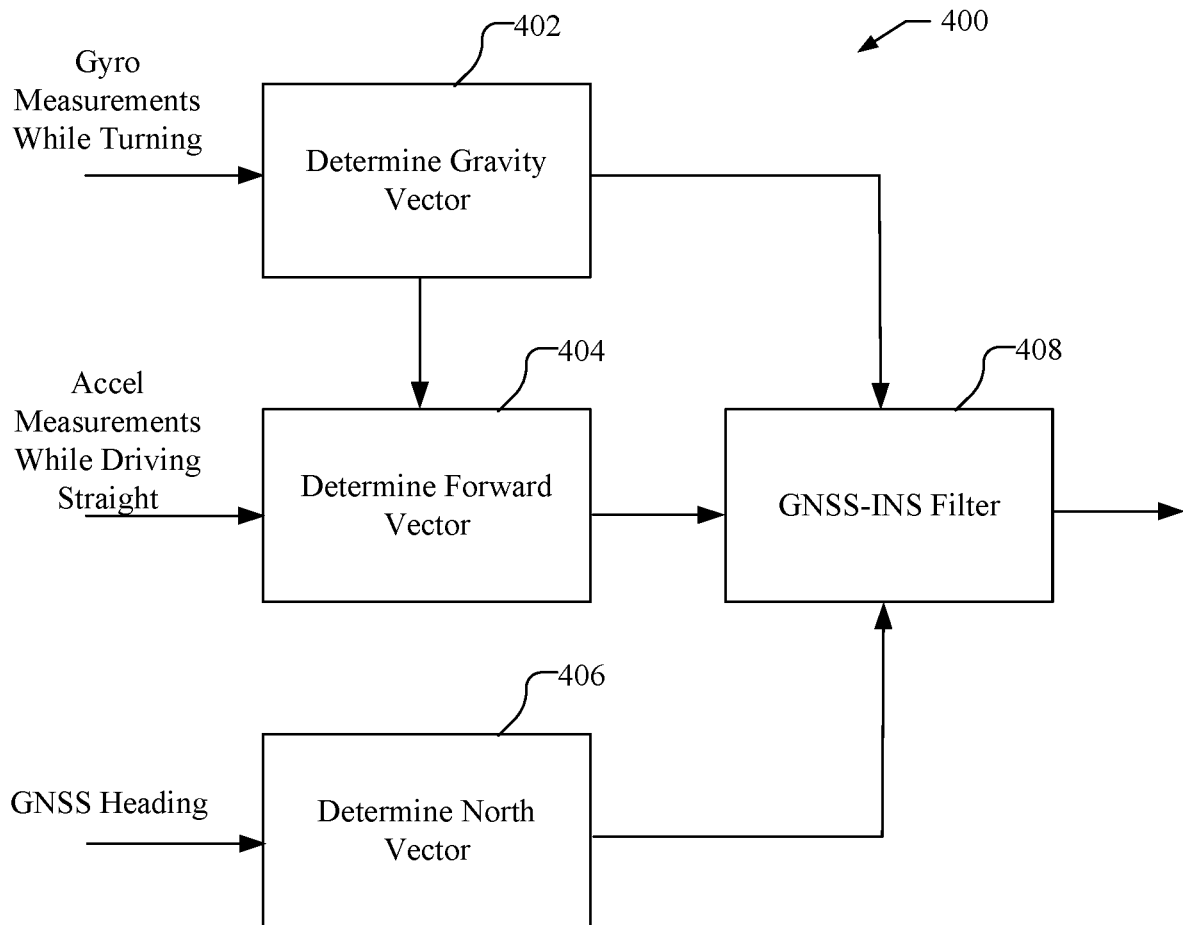 402
400
Gyro
Measurements
While Turning
Determine Gravity
Vector
404
408
Accel
Measurements
While Driving
Straight
Determine Forward
Vector
GNSS-INS Filter
406
GNSS Heading
Determine North
Vector